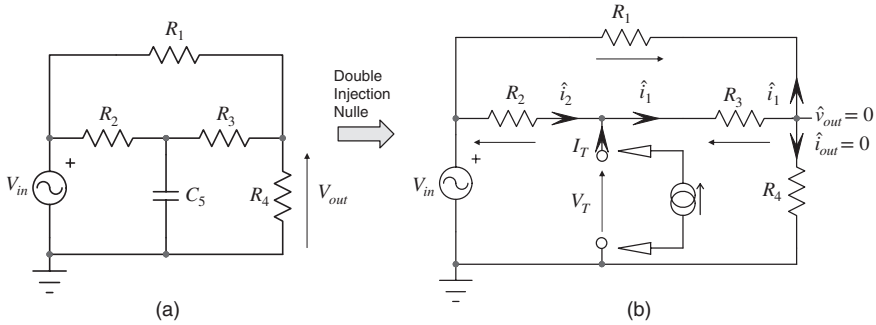 R1
R2
R3
Vin
+
C5
R4
Vout
(a)
Double
Injection
Nulle
R1
R2
î2
î1
R3
î1
v̂out = 0
îout = 0
IT
+
Vin
VT
R4
(b)